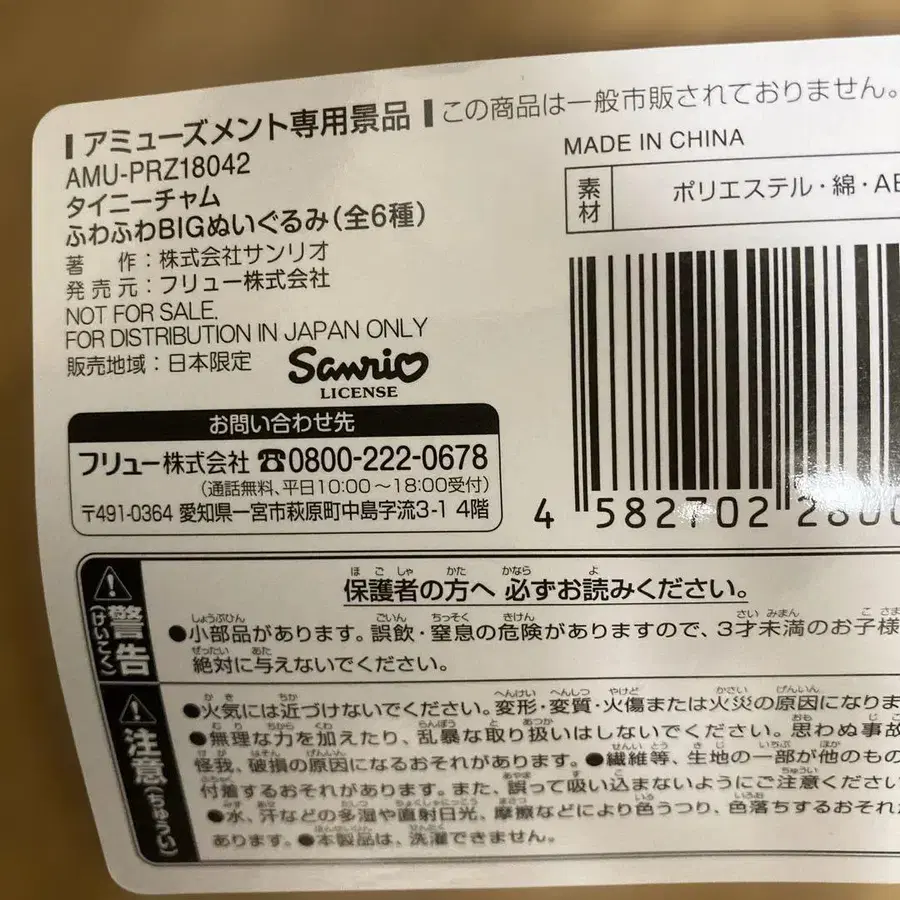 アミューズメント専用景品
この商品は一般市販されておりません。
AMU-PRZ18042
タイニーチャム
ふわふわBIGぬいぐるみ(全6種)
著 作:株式会社サンリオ
発売元:フリュー株式会社
NOT FOR SALE.
FOR DISTRIBUTION IN JAPAN ONLY
販売地域:日本限定
Sanrio
LICENSE
MADE IN CHINA
素材
ポリエステル・綿・AB
4 582702 2800
お問い合わせ先
フリュー株式会社 ☎0800-222-0678
(通話無料、平日10:00~18:00受付)
〒491-0364 愛知県一宮市萩原町中島字流3-1 4階
警告
(けいこく)
保護者の方へ 必ずお読みください。
●小部品があります。誤飲・窒息の危険がありますので、3才未満のお子様
絶対に与えないでください。
注意
(ちゅうい)
●火気には近づけないでください。変形・変質・火傷または火災の原因になりま
●無理な力を加えたり、乱暴な取り扱いはしないでください。思わぬ事故
怪我、破損の原因になるおそれがあります。●繊維等、生地の一部が他のもの
付着するおそれがあります。また、誤って吸い込まないようにご注意ください
●水、汗などの多湿や直射日光、摩擦などにより色うつり、色落ちするおそれが
あります。●本製品は、洗濯できません。